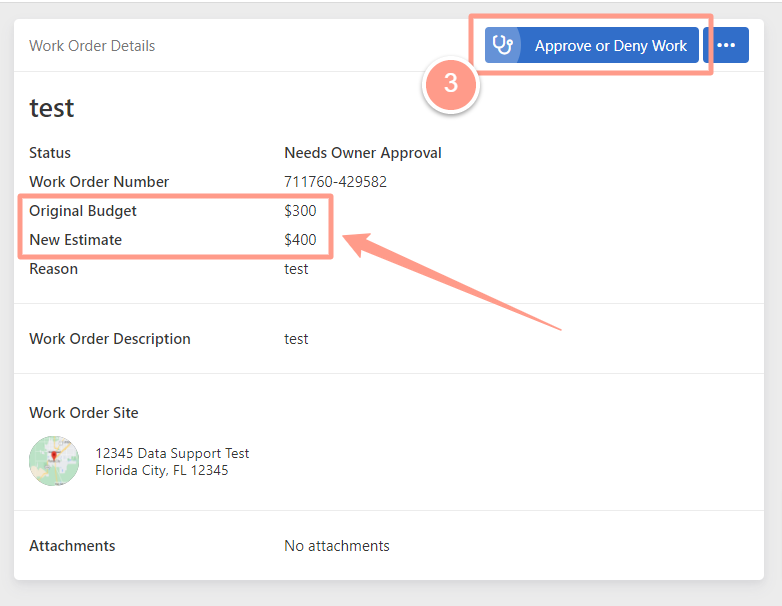 Work Order Details
Approve or Deny Work
3
test
Status Needs Owner Approval
Work Order Number 711760-429582
Original Budget $300
New Estimate $400
Reason test
Work Order Description test
Work Order Site
12345 Data Support Test
Florida City, FL 12345
Attachments No attachments